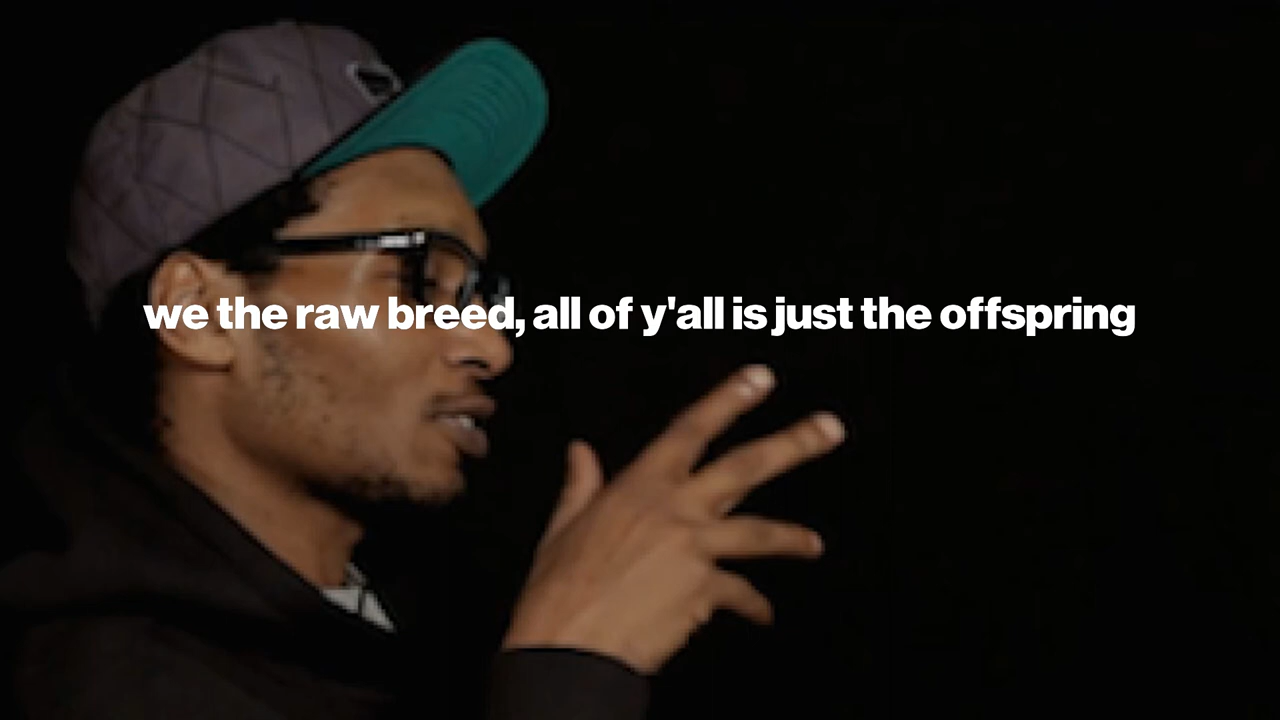 we the raw breed, all of y'all is just the offspring